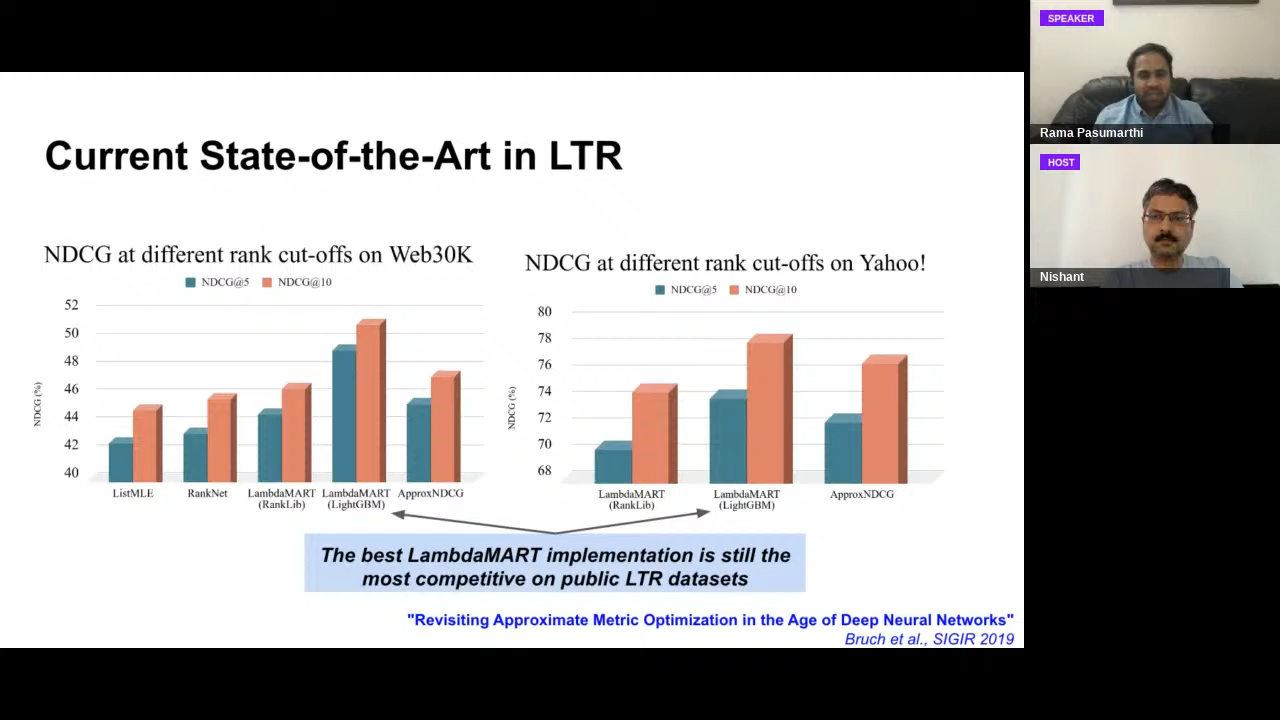 Current State-of-the-Art in LTR
NDCG at different rank cut-offs on Web30K
NDCG@5 NDCG@10
52
50
48
46
44
42
40
NDCG (%)
ListMLE RankNet LambdaMART LambdaMART ApproxNDCG
(RankLib) (LightGBM)
NDCG at different rank cut-offs on Yahoo!
NDCG@5 NDCG@10
80
78
76
74
72
70
68
NDCG (%)
LambdaMART LambdaMART ApproxNDCG
(RankLib) (LightGBM)
The best LambdaMART implementation is still the
most competitive on public LTR datasets
"Revisiting Approximate Metric Optimization in the Age of Deep Neural Networks"
Bruch et al., SIGIR 2019
SPEAKER
Rama Pasumarthi
HOST
Nishant